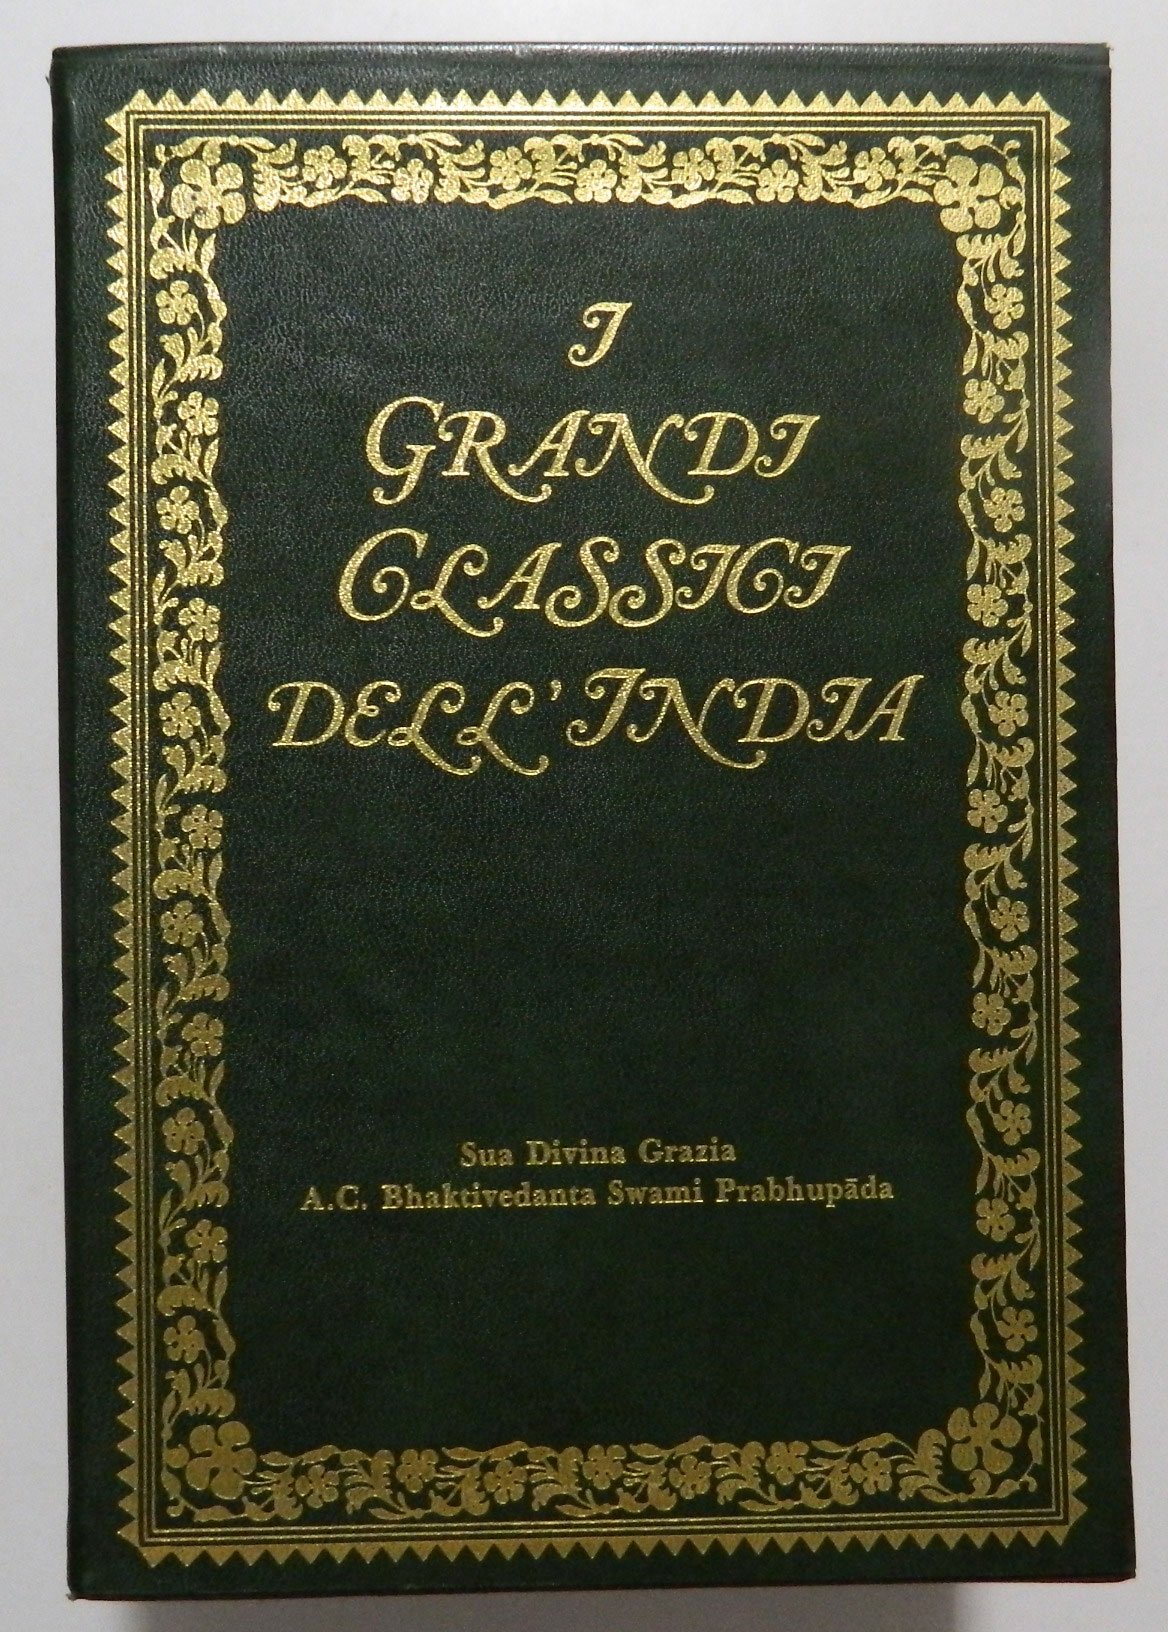 I
GRANDI
CLASSICI
DELL'INDIA
Sua Divina Grazia
A.C. Bhaktivedanta Swami Prabhupāda